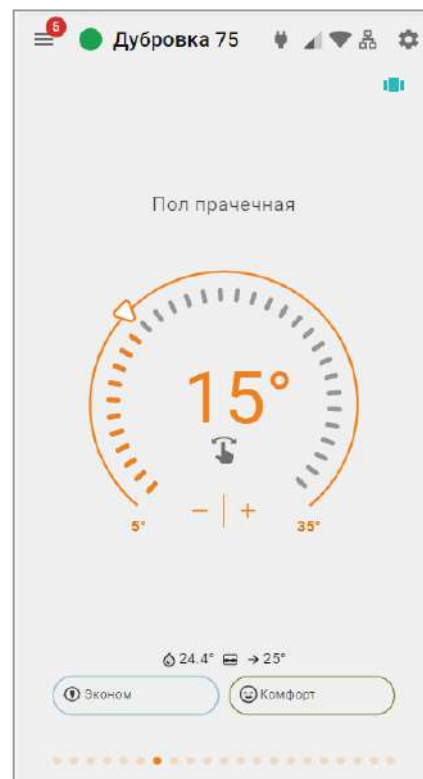 5
Дубровка 75
Пол прачечная
15°
5° − | + 35°
24.4° → 25°
Эконом
Комфорт